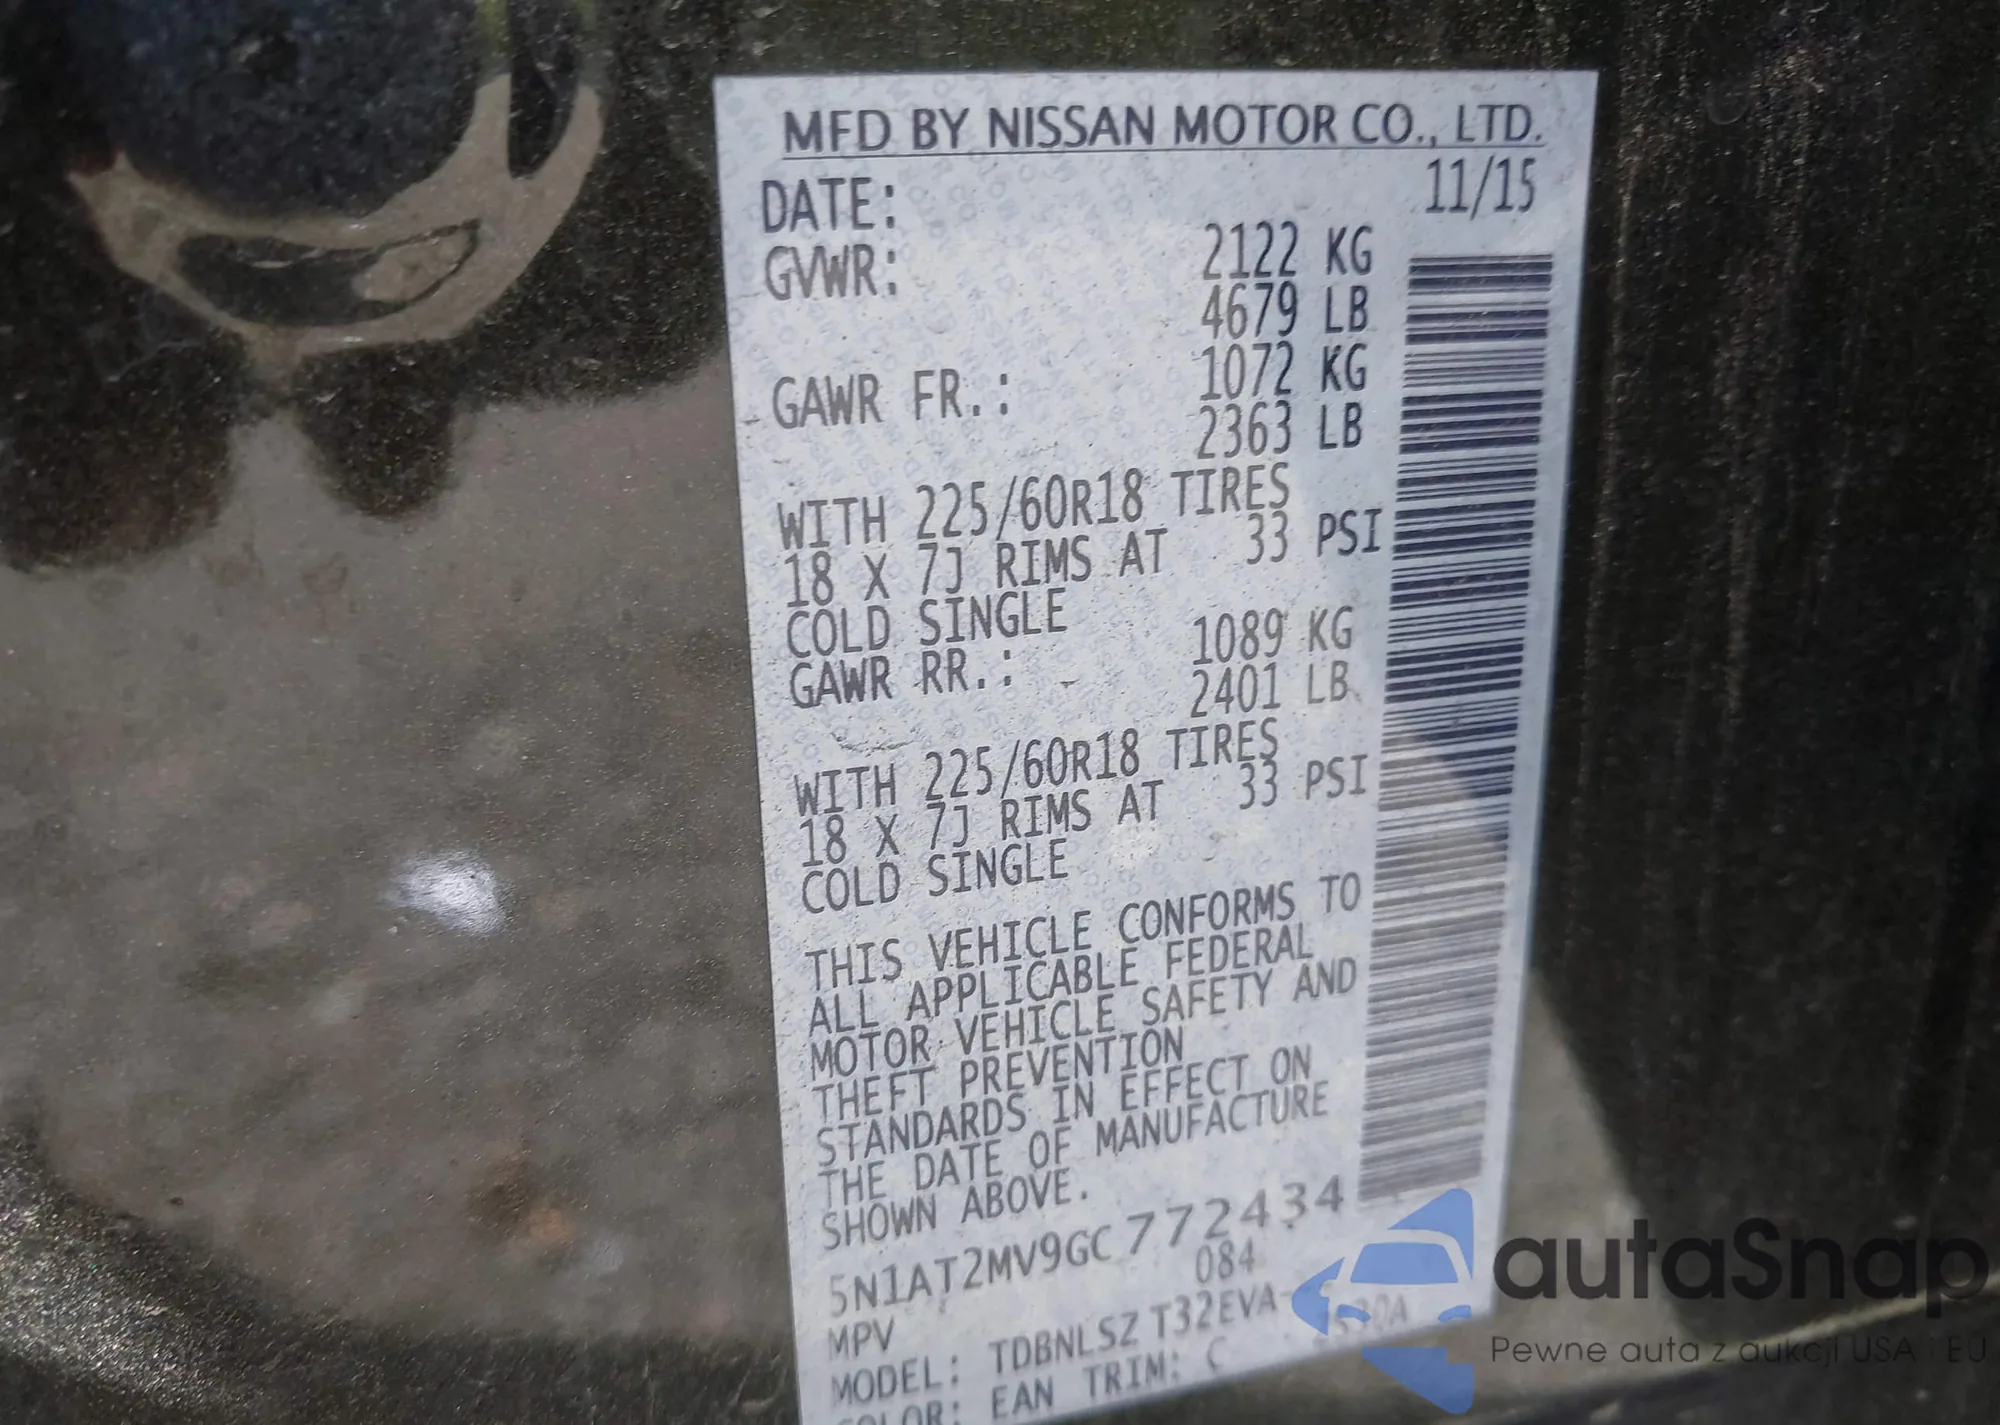 MFD BY NISSAN MOTOR CO., LTD.
DATE: 11/15
GVWR: 2122 KG
4679 LB
GAWR FR.: 1072 KG
2363 LB
WITH 225/60R18 TIRES
18 X 7J RIMS AT 33 PSI
COLD SINGLE
GAWR RR.: 1089 KG
2401 LB
WITH 225/60R18 TIRES
18 X 7J RIMS AT 33 PSI
COLD SINGLE
THIS VEHICLE CONFORMS TO
ALL APPLICABLE FEDERAL
MOTOR VEHICLE SAFETY AND
THEFT PREVENTION
STANDARDS IN EFFECT ON
THE DATE OF MANUFACTURE
SHOWN ABOVE.
5N1AT2MV9GC772434
MPV 084
MODEL: TDBNLSZ T32EVA-
COLOR: EAN TRIM: C
autaSnap
Pewne auta z aukcji USA i EU